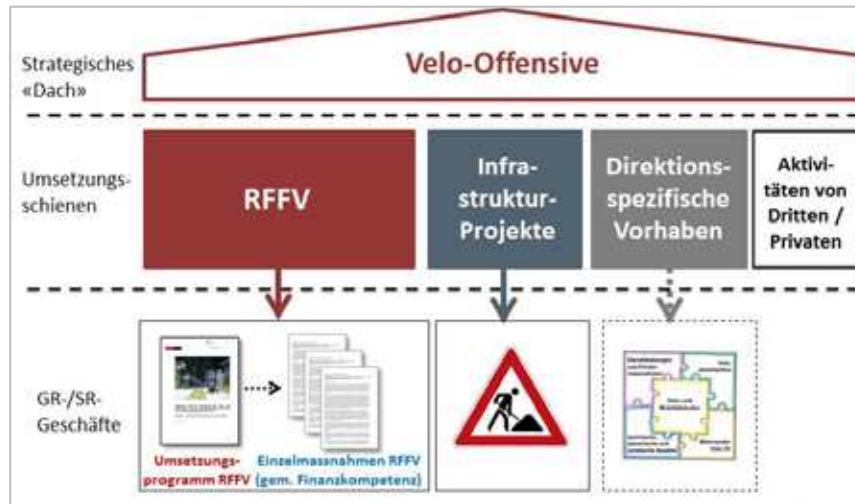 Strategisches
«Dach»
Velo-Offensive
Umsetzungs-
schienen
RFFV
Infra-
struktur-
Projekte
Direktions-
spezifische
Vorhaben
Aktivi-
täten von
Dritten /
Privaten
GR-/SR-
Geschäfte
Umsetzungs-
programm RFFV
Einzelmassnahmen RFFV
(gem. Finanzkompetenz)